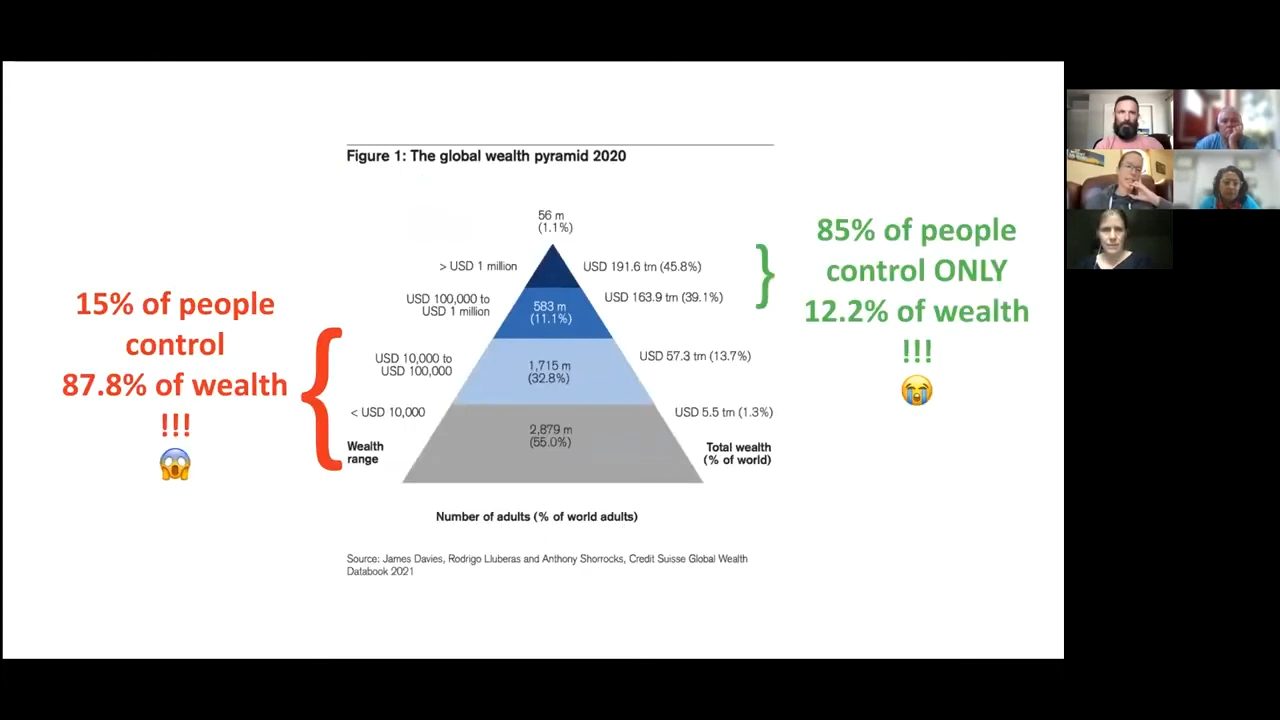 Figure 1: The global wealth pyramid 2020
56 m
(1.1%)
> USD 1 million
USD 191.6 trn (45.8%)
USD 100,000 to
USD 1 million
583 m
(11.1%)
USD 163.9 trn (39.1%)
USD 10,000 to
USD 100,000
1,715 m
(32.8%)
USD 57.3 trn (13.7%)
< USD 10,000
2,879 m
(55.0%)
USD 5.5 trn (1.3%)
Wealth
range
Total wealth
(% of world)
Number of adults (% of world adults)
Source: James Davies, Rodrigo Lluberas and Anthony Shorrocks, Credit Suisse Global Wealth
Databook 2021
15% of people
control
87.8% of wealth
!!!
85% of people
control ONLY
12.2% of wealth
!!!